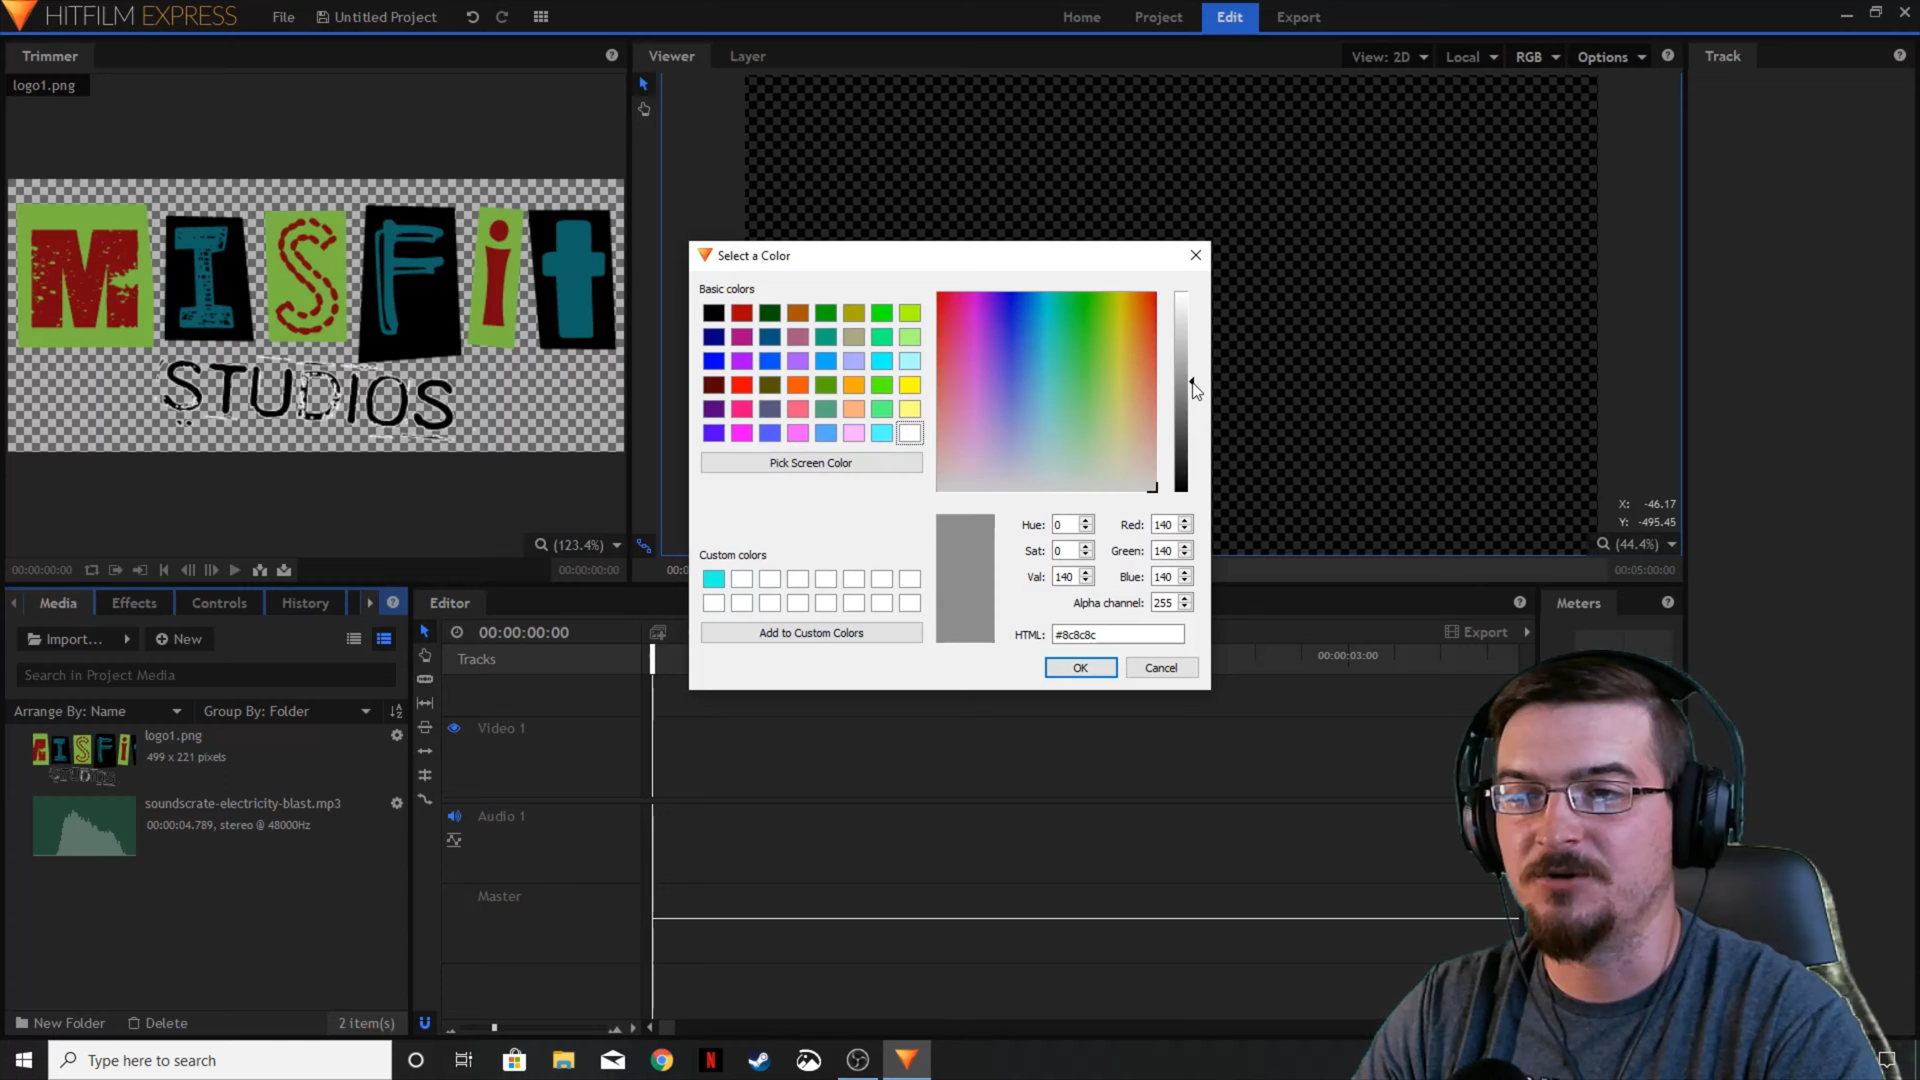 HITFILM EXPRESS
File
Untitled Project
Home
Project
Edit
Export
Trimmer
Viewer
Layer
View: 2D
Local
RGB
Options
Track
logo1.png
MISFit
STUDIOS
Select a Color
Basic colors
Pick Screen Color
Custom colors
Add to Custom Colors
Hue: 0
Red: 140
Sat: 0
Green: 140
Val: 140
Blue: 140
Alpha channel: 255
HTML: #8c8c8c
OK
Cancel
X: -46.17
Y: -495.45
(123.4%)
(44.4%)
00:00:00:00
00:00:00:00
00:0
00:05:00:00
Media
Effects
Controls
History
Editor
Meters
Import...
New
00:00:00:00
Export
Search in Project Media
Tracks
00:00:03:00
Arrange By: Name
Group By: Folder
logo1.png
499 x 221 pixels
Video 1
soundscrate-electricity-blast.mp3
00:00:04.789, stereo @ 48000Hz
Audio 1
Master
New Folder
Delete
2 item(s)
Type here to search